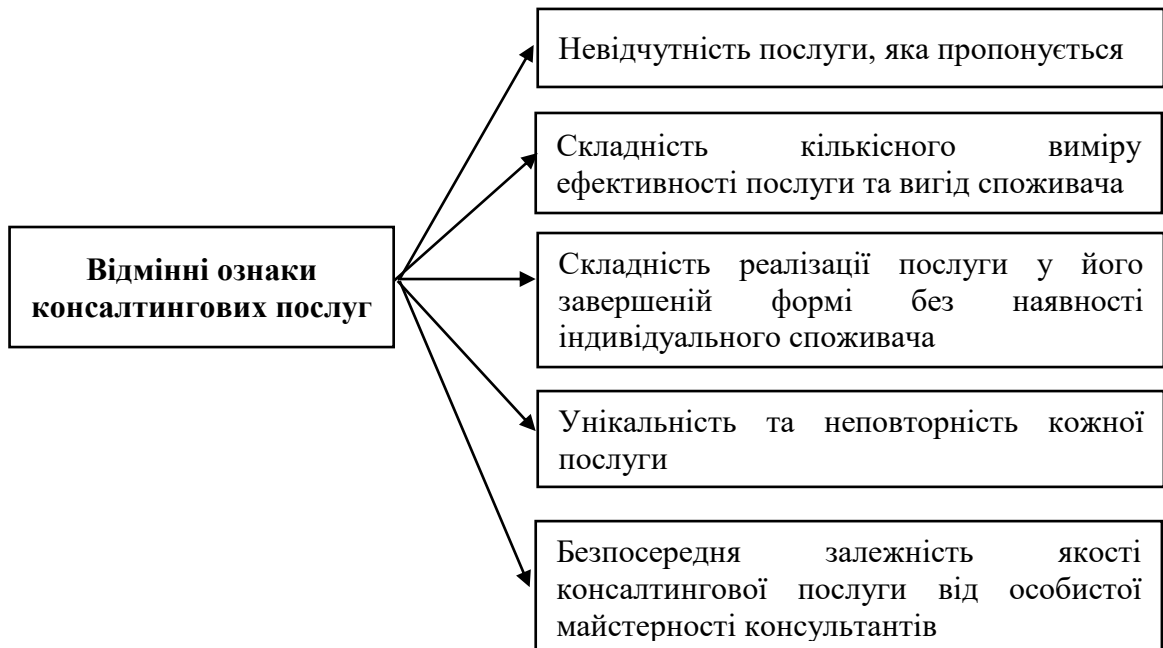 Відмінні ознаки
консалтингових послуг
Невідчутність послуги, яка пропонується
Складність кількісного виміру
ефективності послуги та вигід споживача
Складність реалізації послуги у його
завершеній формі без наявності
індивідуального споживача
Унікальність та неповторність кожної
послуги
Безпосередня залежність якості
консалтингової послуги від особистої
майстерності консультантів